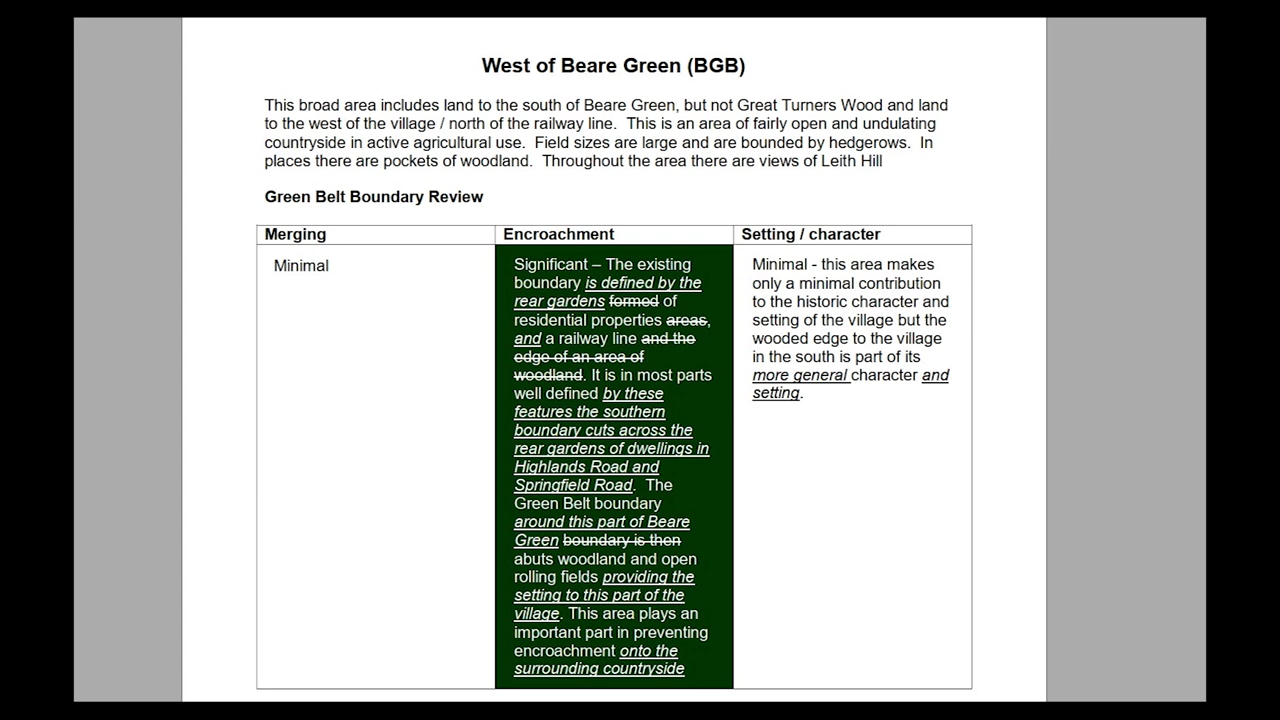 West of Beare Green (BGB)
This broad area includes land to the south of Beare Green, but not Great Turners Wood and land
to the west of the village / north of the railway line.  This is an area of fairly open and undulating
countryside in active agricultural use.  Field sizes are large and are bounded by hedgerows.  In
places there are pockets of woodland.  Throughout the area there are views of Leith Hill
Green Belt Boundary Review
Merging
Minimal
Encroachment
Significant – The existing
boundary is defined by the
rear gardens formed of
residential properties areas,
and a railway line and the
edge of an area of
woodland. It is in most parts
well defined by these
features the southern
boundary cuts across the
rear gardens of dwellings in
Highlands Road and
Springfield Road.  The
Green Belt boundary
around this part of Beare
Green boundary is then
abuts woodland and open
rolling fields providing the
setting to this part of the
village. This area plays an
important part in preventing
encroachment onto the
surrounding countryside
Setting / character
Minimal - this area makes
only a minimal contribution
to the historic character and
setting of the village but the
wooded edge to the village
in the south is part of its
more general character and
setting.